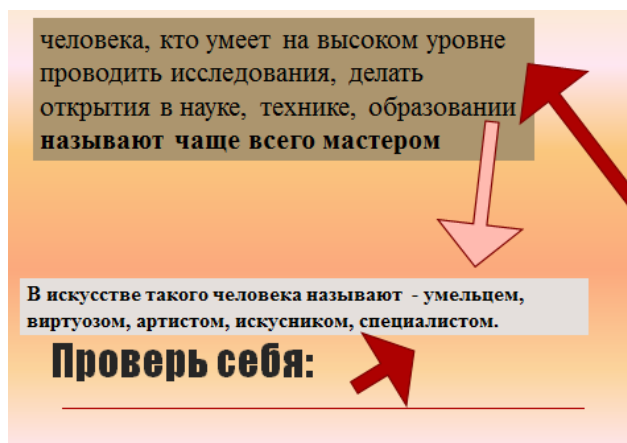 человека, кто умеет на высоком уровне
проводить исследования, делать
открытия в науке, технике, образовании
называют чаще всего мастером
В искусстве такого человека называют - умельцем,
виртуозом, артистом, искусником, специалистом.
Проверь себя: